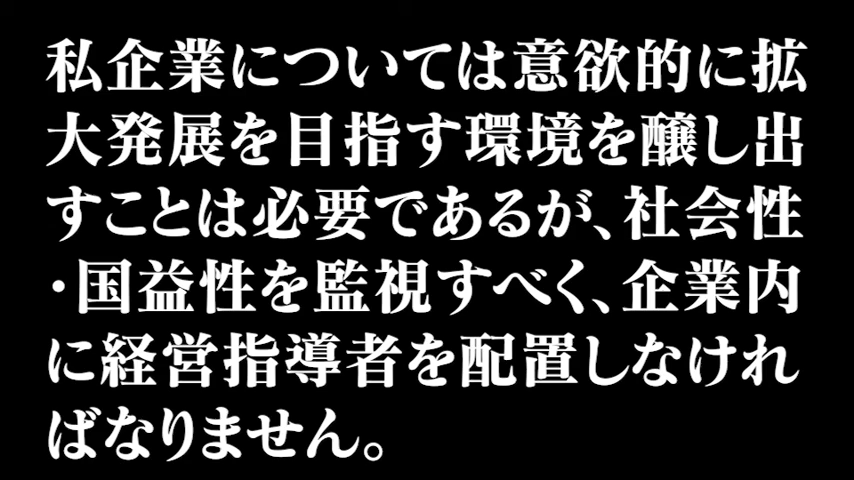 私企業については意欲的に拡
大発展を目指す環境を醸し出
すことは必要であるが、社会性
・国益性を監視すべく、企業内
に経営指導者を配置しなけれ
ばなりません。